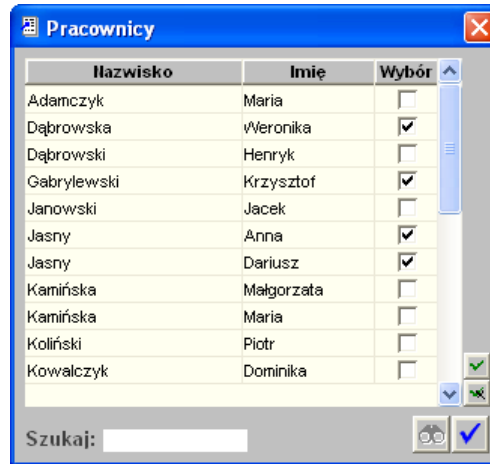 Pracownicy
Nazwisko Imię Wybór
Adamczyk Maria
Dąbrowska Weronika
Dąbrowski Henryk
Gabrylewski Krzysztof
Janowski Jacek
Jasny Anna
Jasny Dariusz
Kamińska Małgorzata
Kamińska Maria
Koliński Piotr
Kowalczyk Dominika
Szukaj: